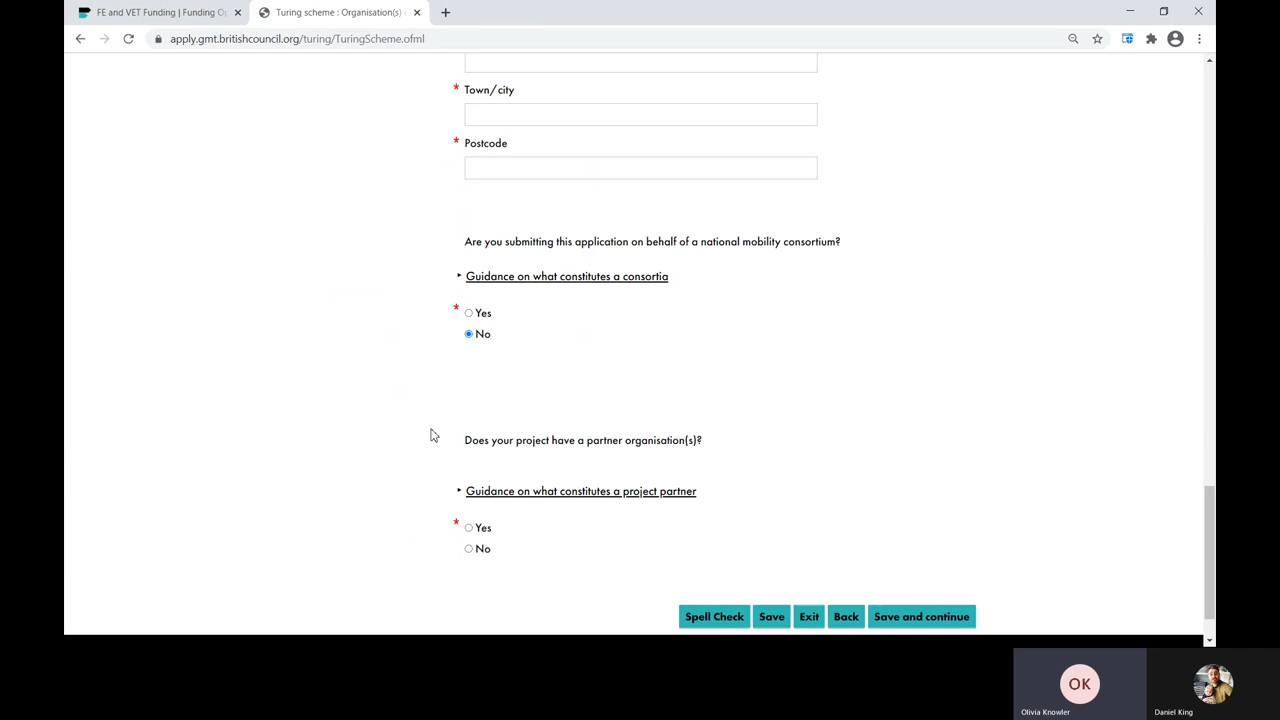 FE and VET Funding | Funding Op
Turing scheme : Organisation(s)
apply.gmt.britishcouncil.org/turing/TuringScheme.ofml
* Town/city
* Postcode
Are you submitting this application on behalf of a national mobility consortium?
Guidance on what constitutes a consortia
* Yes
No
Does your project have a partner organisation(s)?
Guidance on what constitutes a project partner
* Yes
No
Spell Check Save Exit Back Save and continue
OK
Olivia Knowler Daniel King